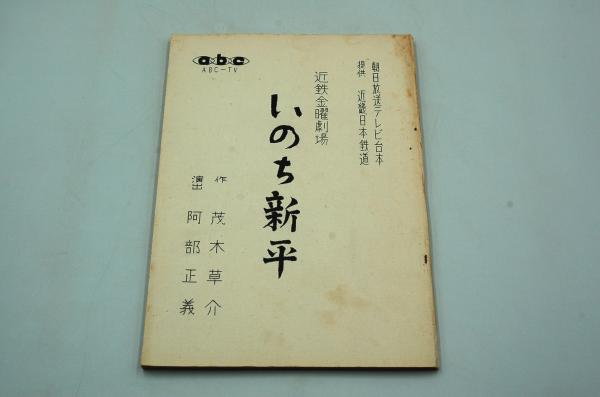 abc
ABC-TV
朝日放送テレビ台本
提供 近畿日本鉄道
近鉄金曜劇場
いのち新平
作 茂木草介
演出 阿部正義